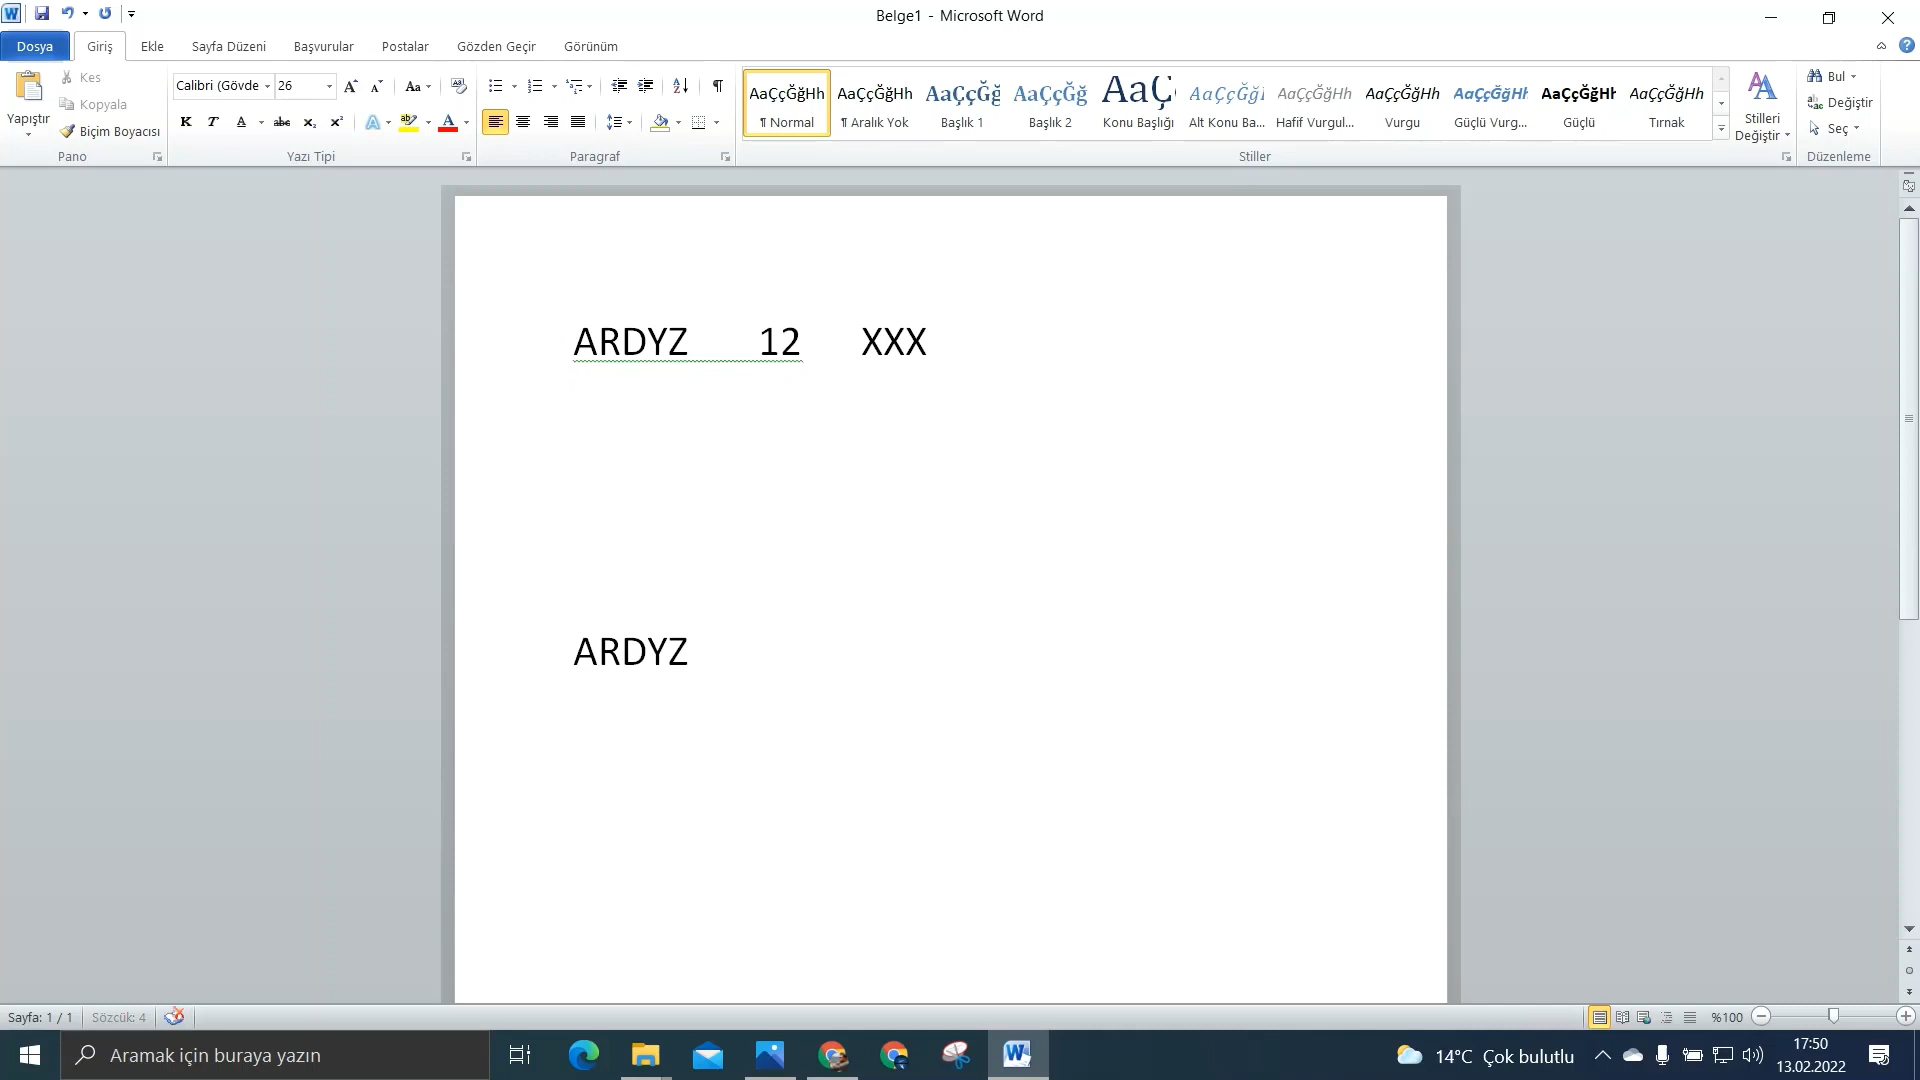 Belge1 - Microsoft Word
Dosya Giriş Ekle Sayfa Düzeni Başvurular Postalar Gözden Geçir Görünüm
Yapıştır
Kes
Kopyala
Biçim Boyacısı
Pano
Calibri (Gövde 26
Yazı Tipi
Paragraf
AaÇçĞğHh AaÇçĞğHh AaÇçĞğ AaÇçĞğ AaÇ AaÇçĞğI AaÇçĞğHh AaÇçĞğHh AaÇçĞğHh AaÇçĞğHh AaÇçĞğHh
¶ Normal ¶ Aralık Yok Başlık 1 Başlık 2 Konu Başlığı Alt Konu Ba... Hafif Vurgul... Vurgu Güçlü Vurg... Güçlü Tırnak
Stiller
Stilleri
Değiştir
Bul
Değiştir
Seç
Düzenleme
ARDYZ 12 XXX
ARDYZ
Sayfa: 1 / 1 Sözcük: 4 %100
Aramak için buraya yazın
14°C Çok bulutlu
17:50
13.02.2022